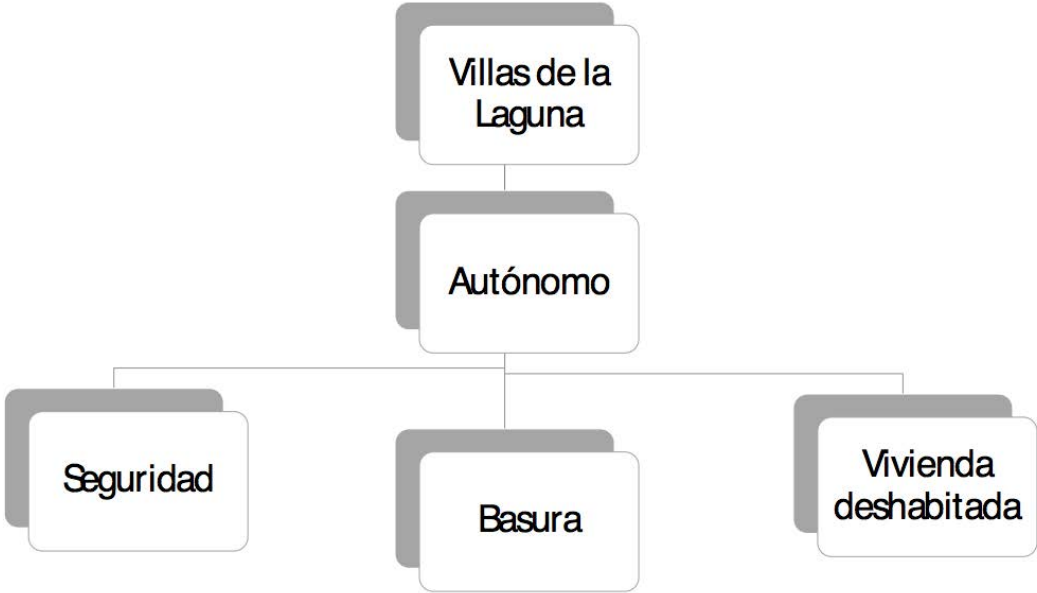 Villas de la
Laguna
Autónomo
Seguridad
Basura
Vivienda
deshabitada